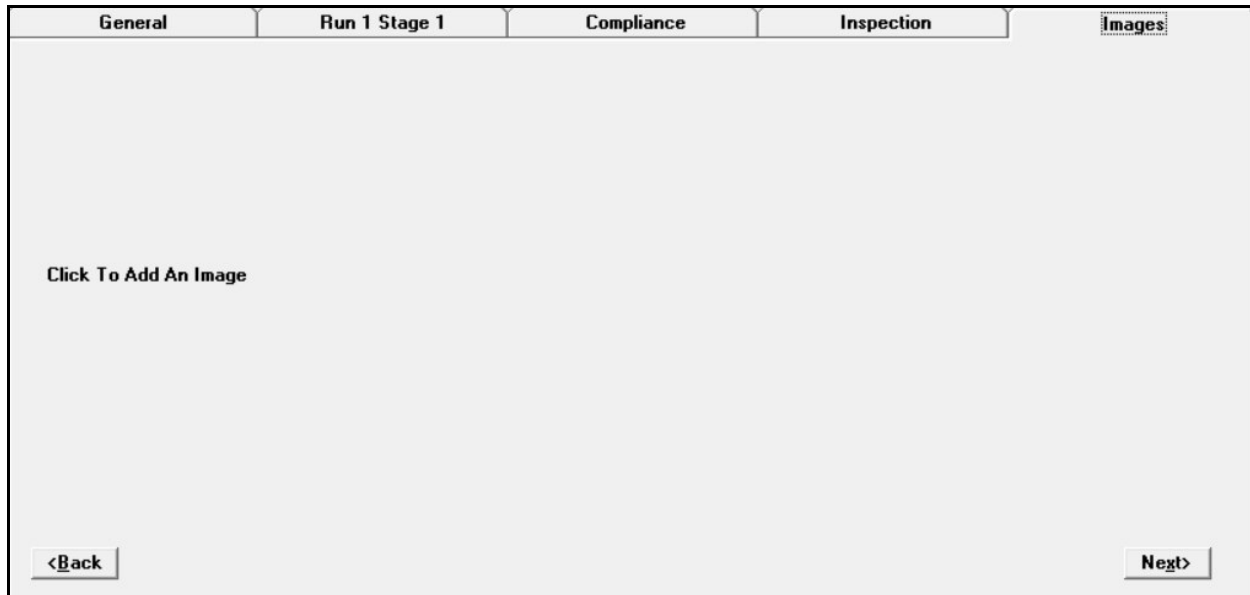 General Run 1 Stage 1 Compliance Inspection Images
Click To Add An Image
<Back Next>